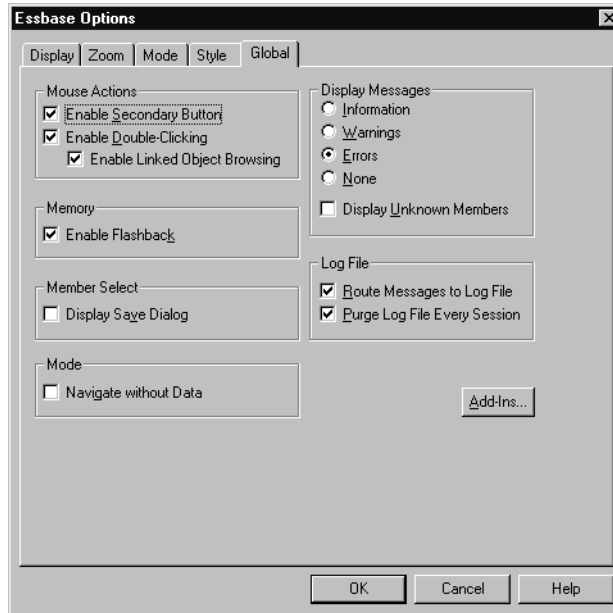 Essbase Options
Display Zoom Mode Style Global
Mouse Actions
Enable Secondary Button
Enable Double-Clicking
Enable Linked Object Browsing
Memory
Enable Flashback
Member Select
Display Save Dialog
Mode
Navigate without Data
Display Messages
Information
Warnings
Errors
None
Display Unknown Members
Log File
Route Messages to Log File
Purge Log File Every Session
Add-Ins...
OK Cancel Help